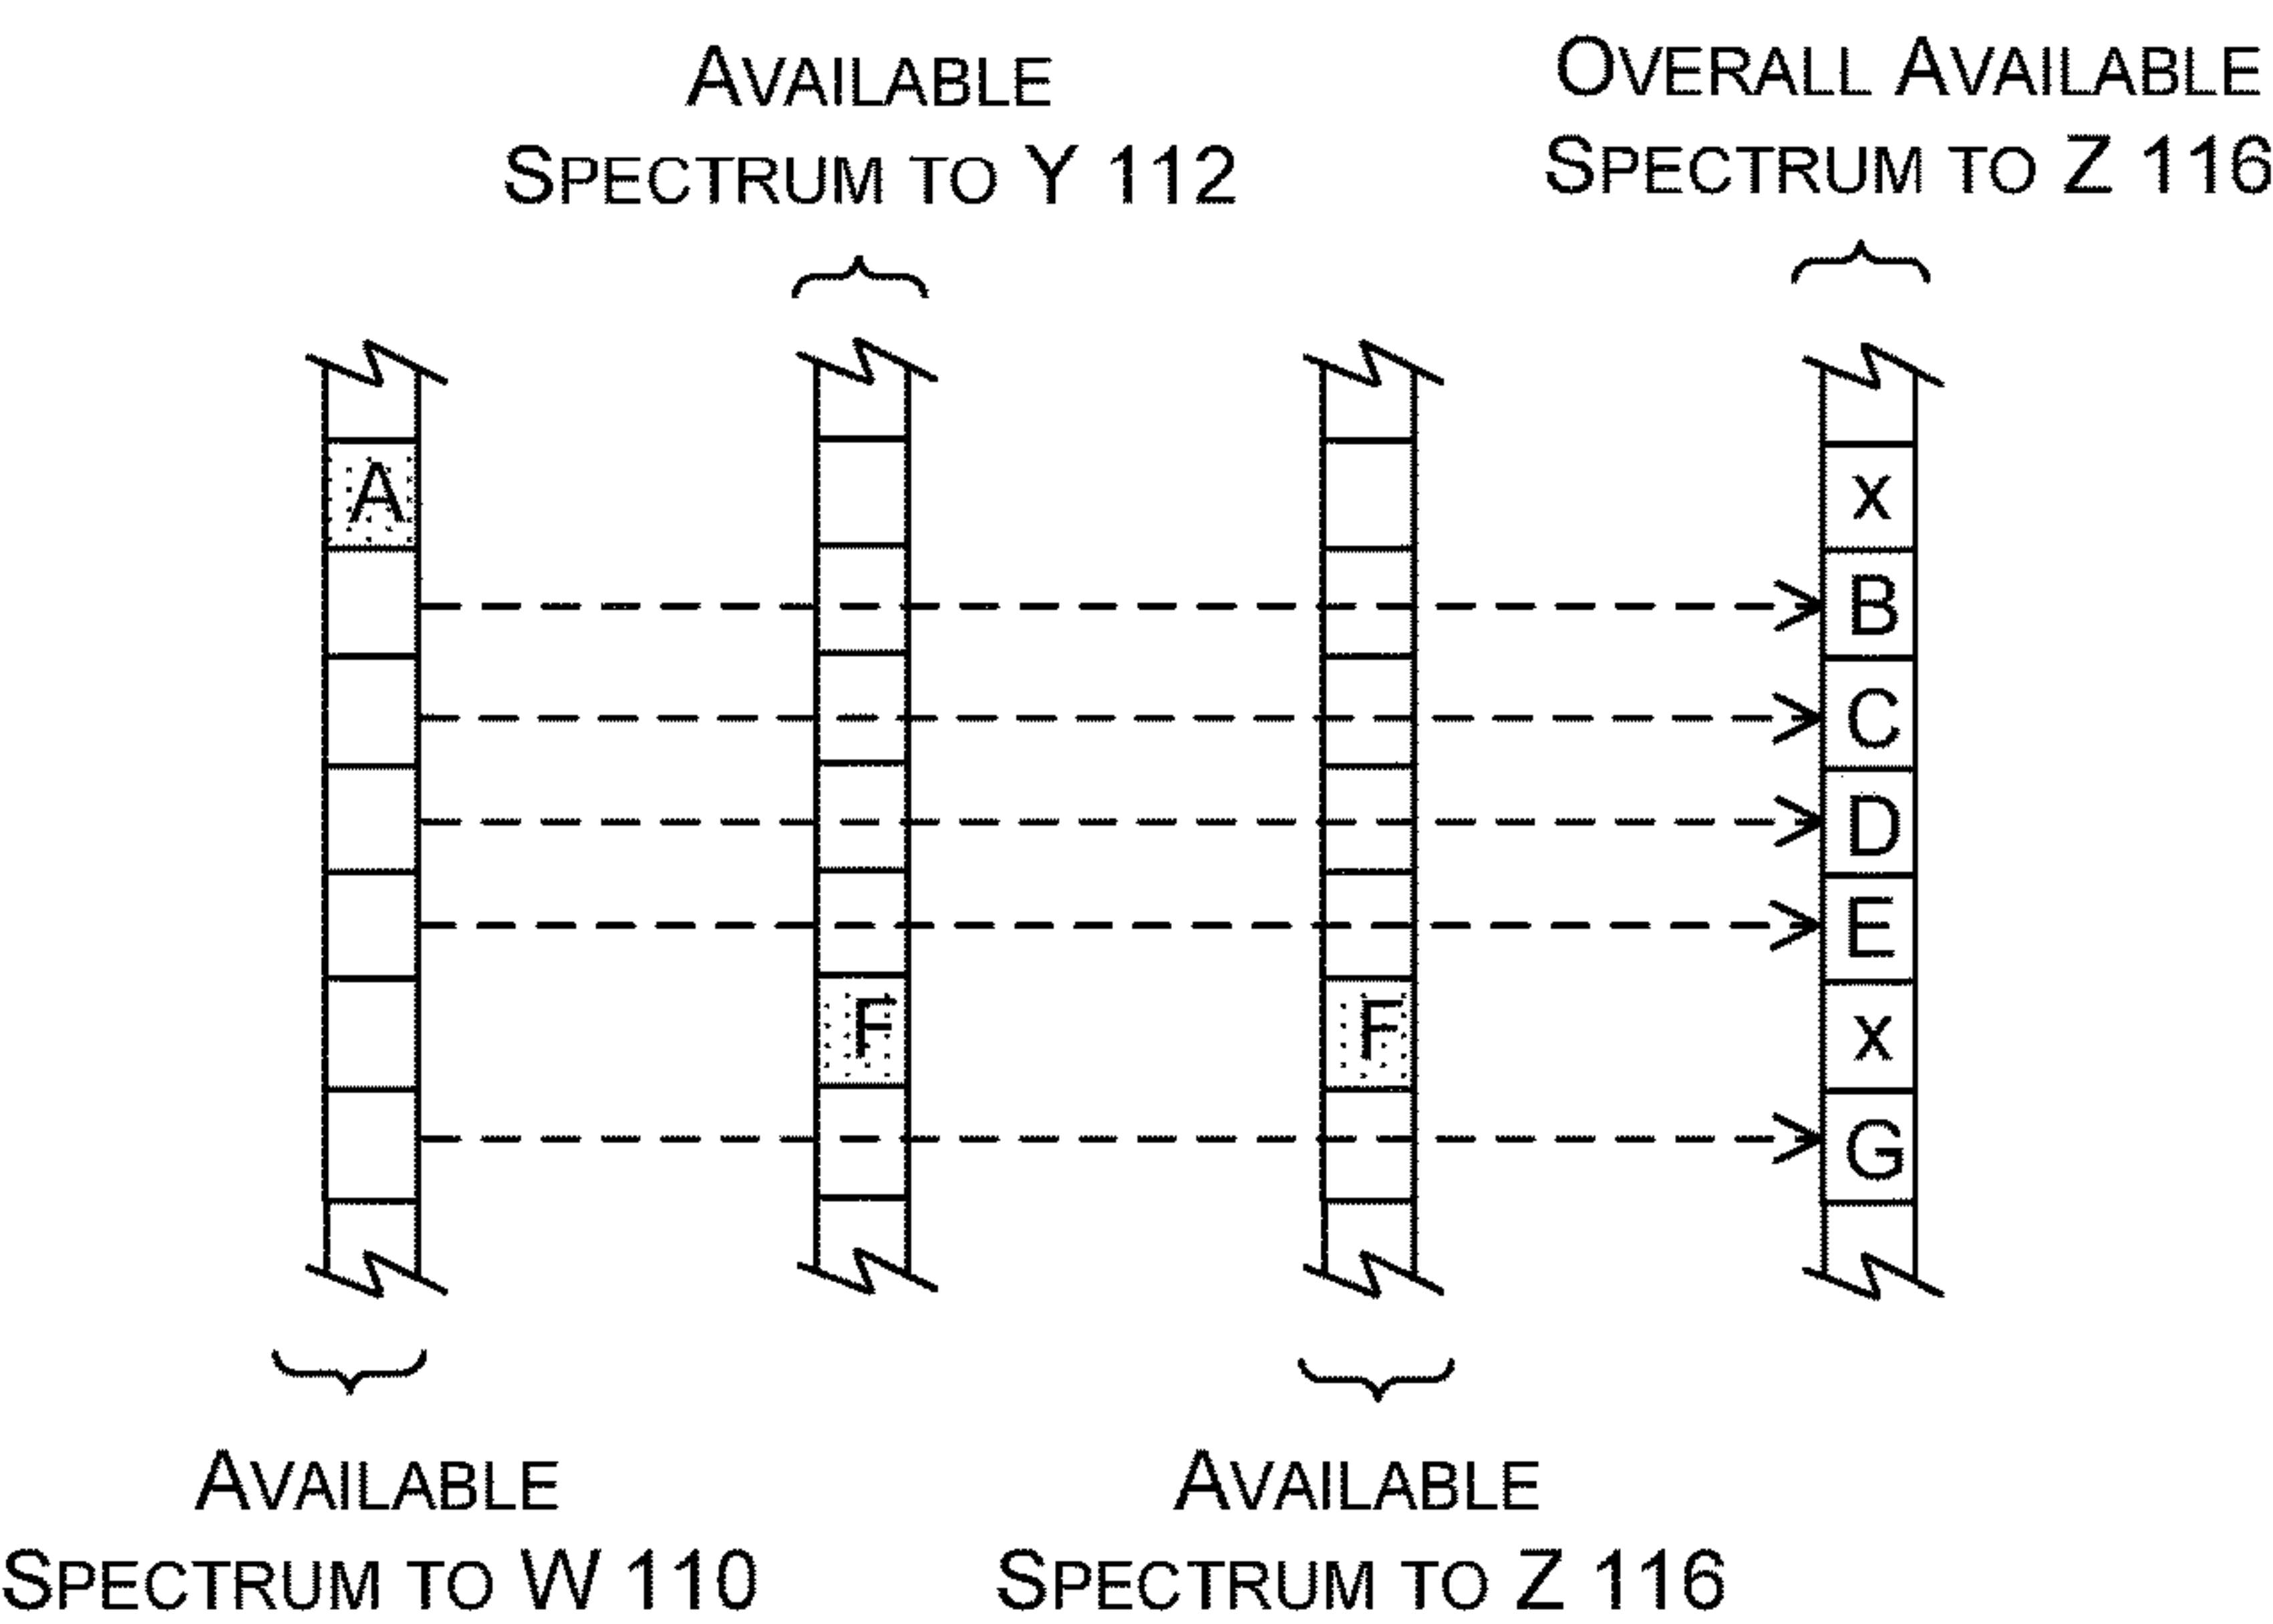 AVAILABLE
SPECTRUM TO Y 112
OVERALL AVAILABLE
SPECTRUM TO Z 116
A
x
B
C
D
E
F
F
x
G
AVAILABLE
SPECTRUM TO W 110
AVAILABLE
SPECTRUM TO Z 116